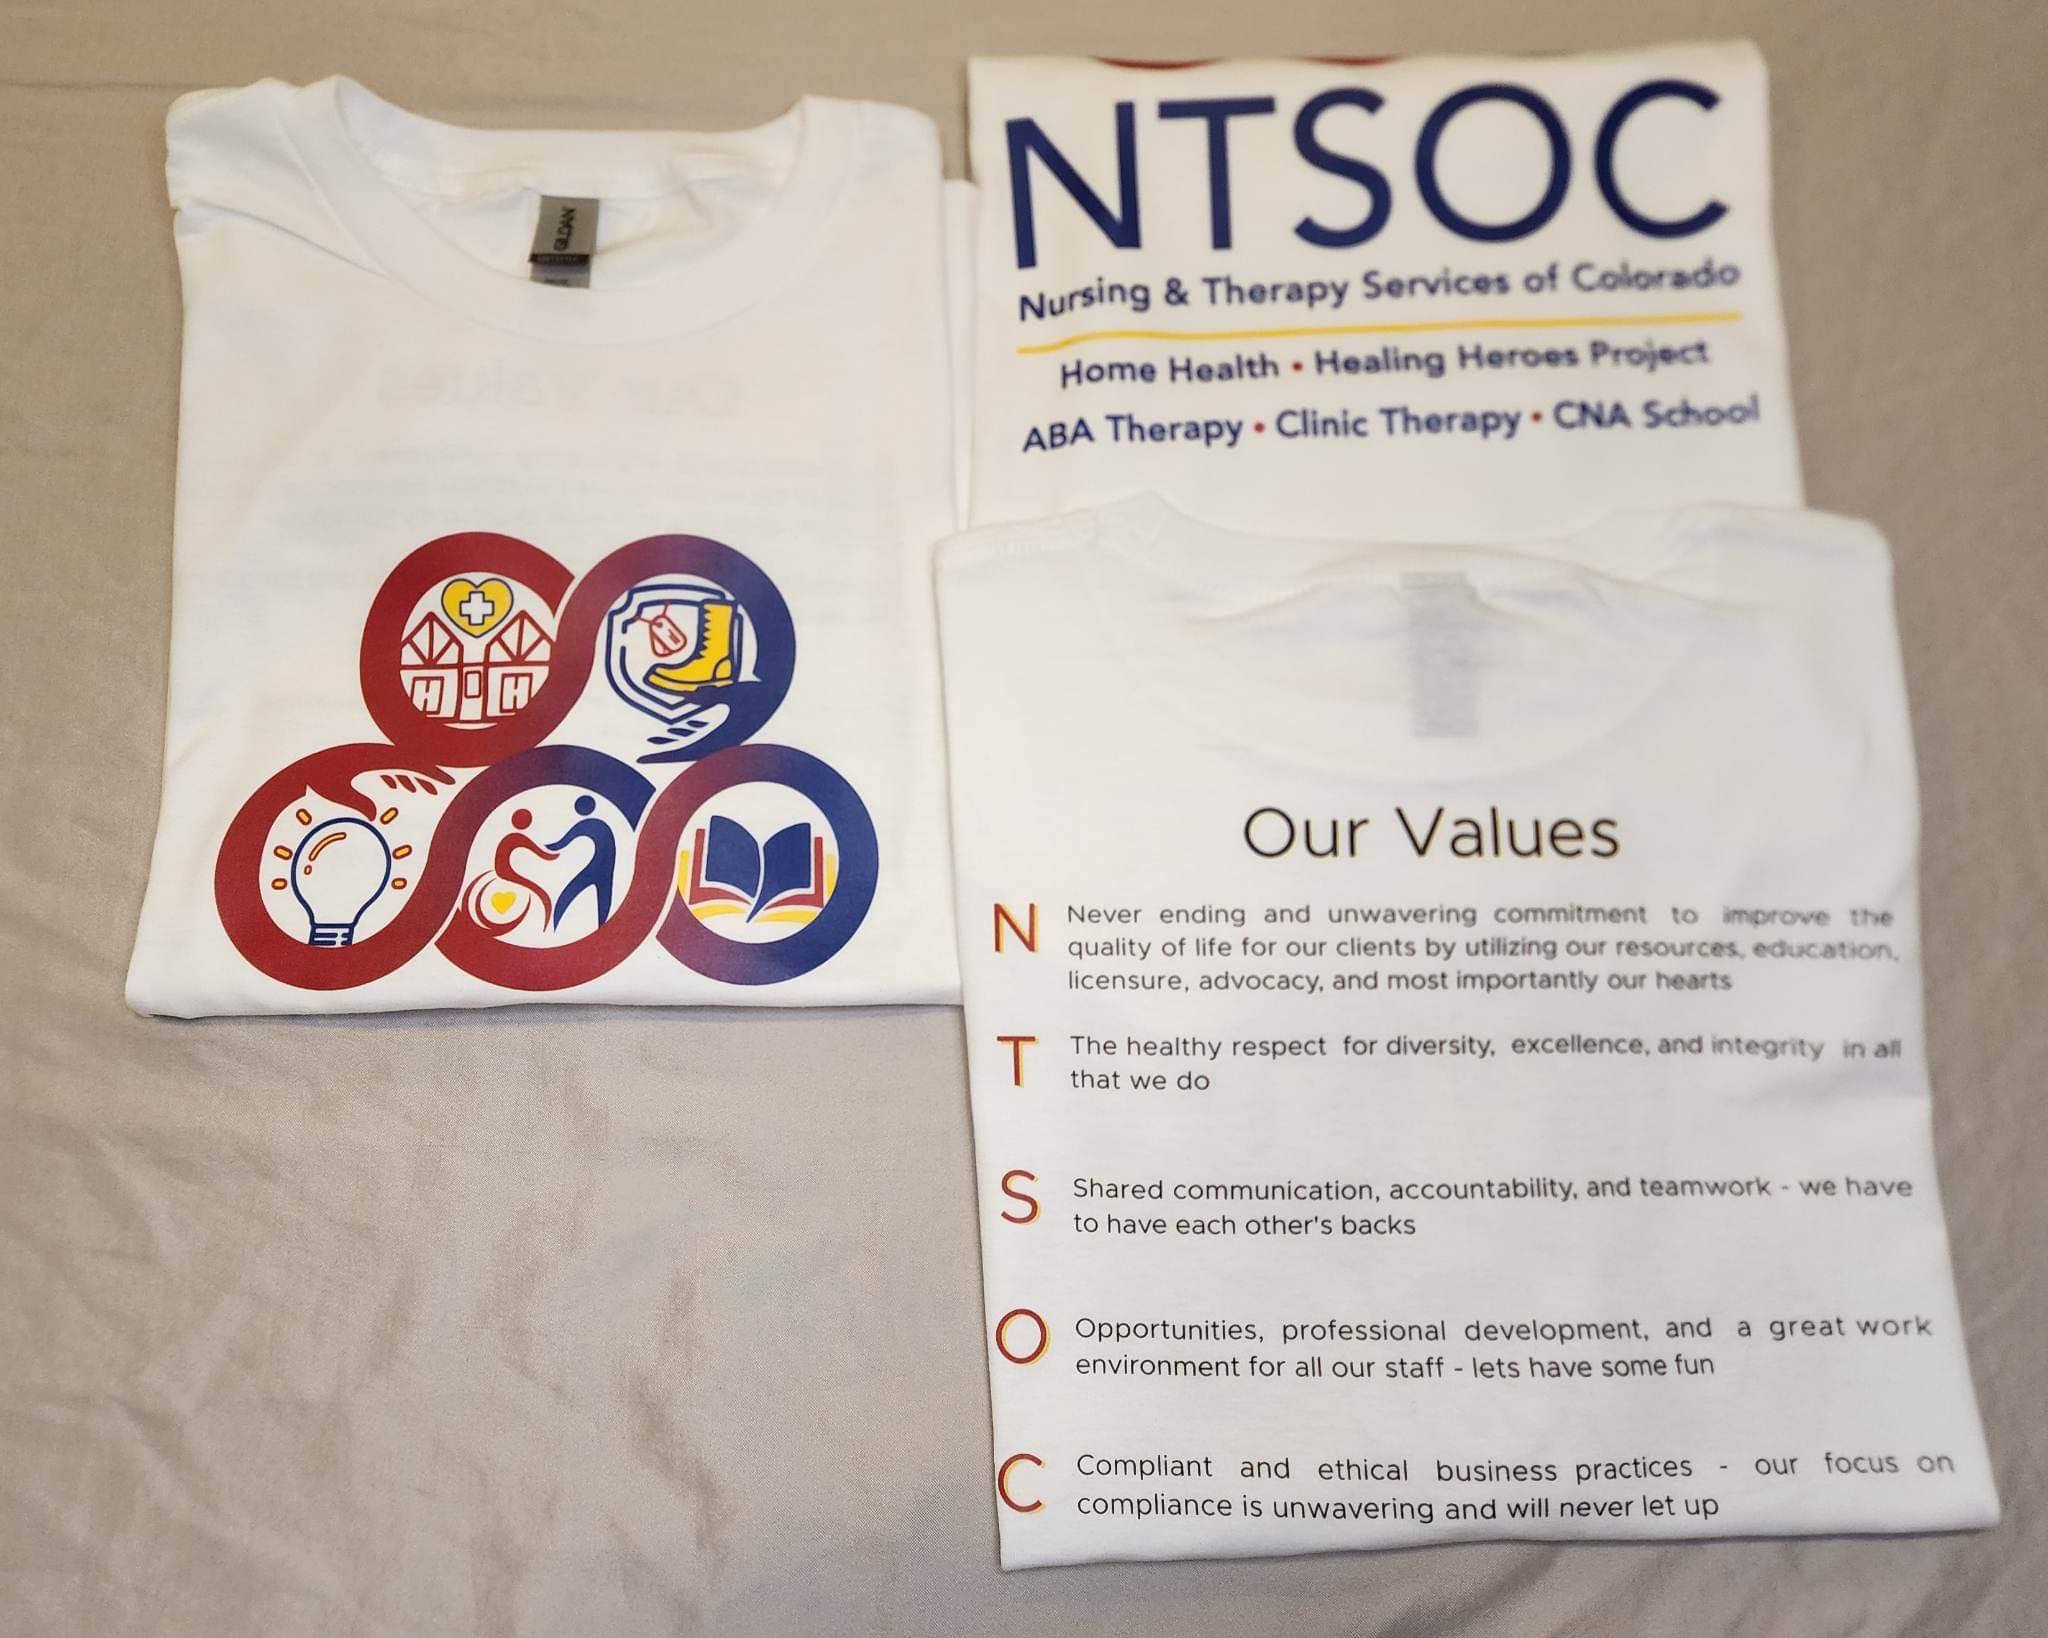 GILDAN
H H
NTSOC
Nursing & Therapy Services of Colorado
Home Health • Healing Heroes Project
ABA Therapy • Clinic Therapy • CNA School
Our Values
N Never ending and unwavering commitment to improve the
quality of life for our clients by utilizing our resources, education,
licensure, advocacy, and most importantly our hearts
T The healthy respect for diversity, excellence, and integrity in all
that we do
S Shared communication, accountability, and teamwork - we have
to have each other's backs
O Opportunities, professional development, and a great work
environment for all our staff - lets have some fun
C Compliant and ethical business practices - our focus on
compliance is unwavering and will never let up